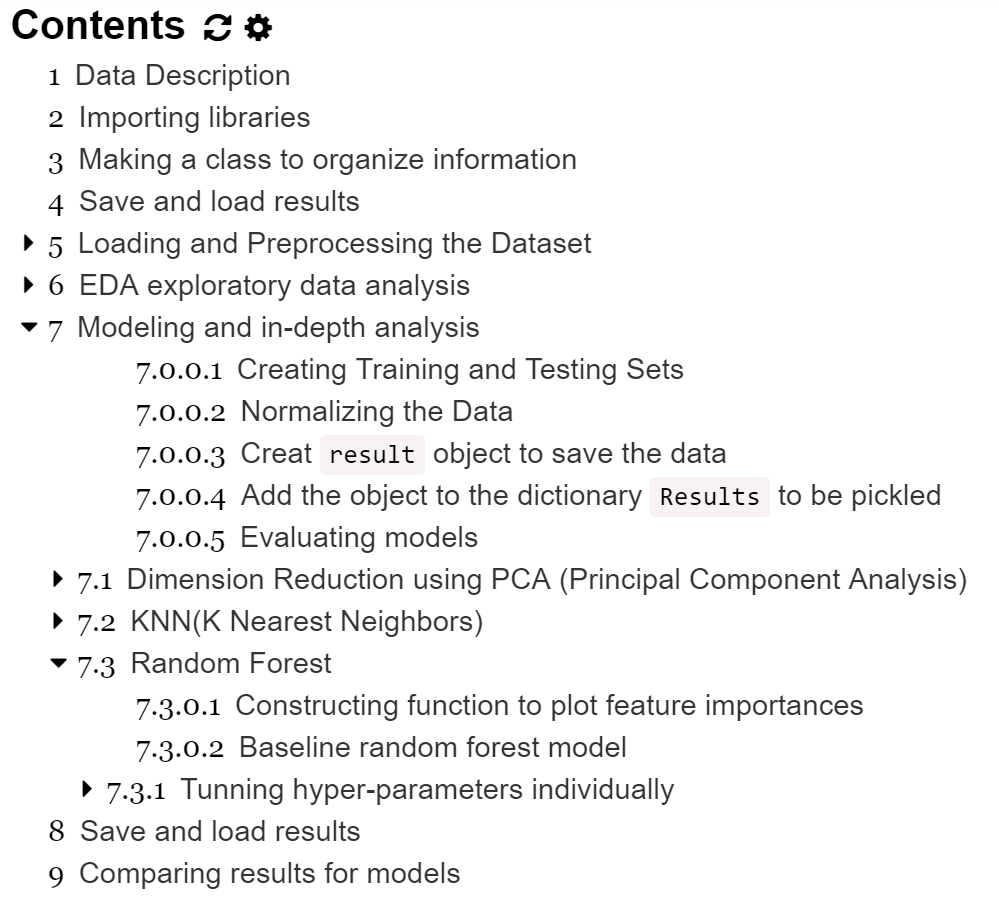 Contents
1 Data Description
2 Importing libraries
3 Making a class to organize information
4 Save and load results
5 Loading and Preprocessing the Dataset
6 EDA exploratory data analysis
7 Modeling and in-depth analysis
7.0.0.1 Creating Training and Testing Sets
7.0.0.2 Normalizing the Data
7.0.0.3 Creat result object to save the data
7.0.0.4 Add the object to the dictionary Results to be pickled
7.0.0.5 Evaluating models
7.1 Dimension Reduction using PCA (Principal Component Analysis)
7.2 KNN(K Nearest Neighbors)
7.3 Random Forest
7.3.0.1 Constructing function to plot feature importances
7.3.0.2 Baseline random forest model
7.3.1 Tunning hyper-parameters individually
8 Save and load results
9 Comparing results for models